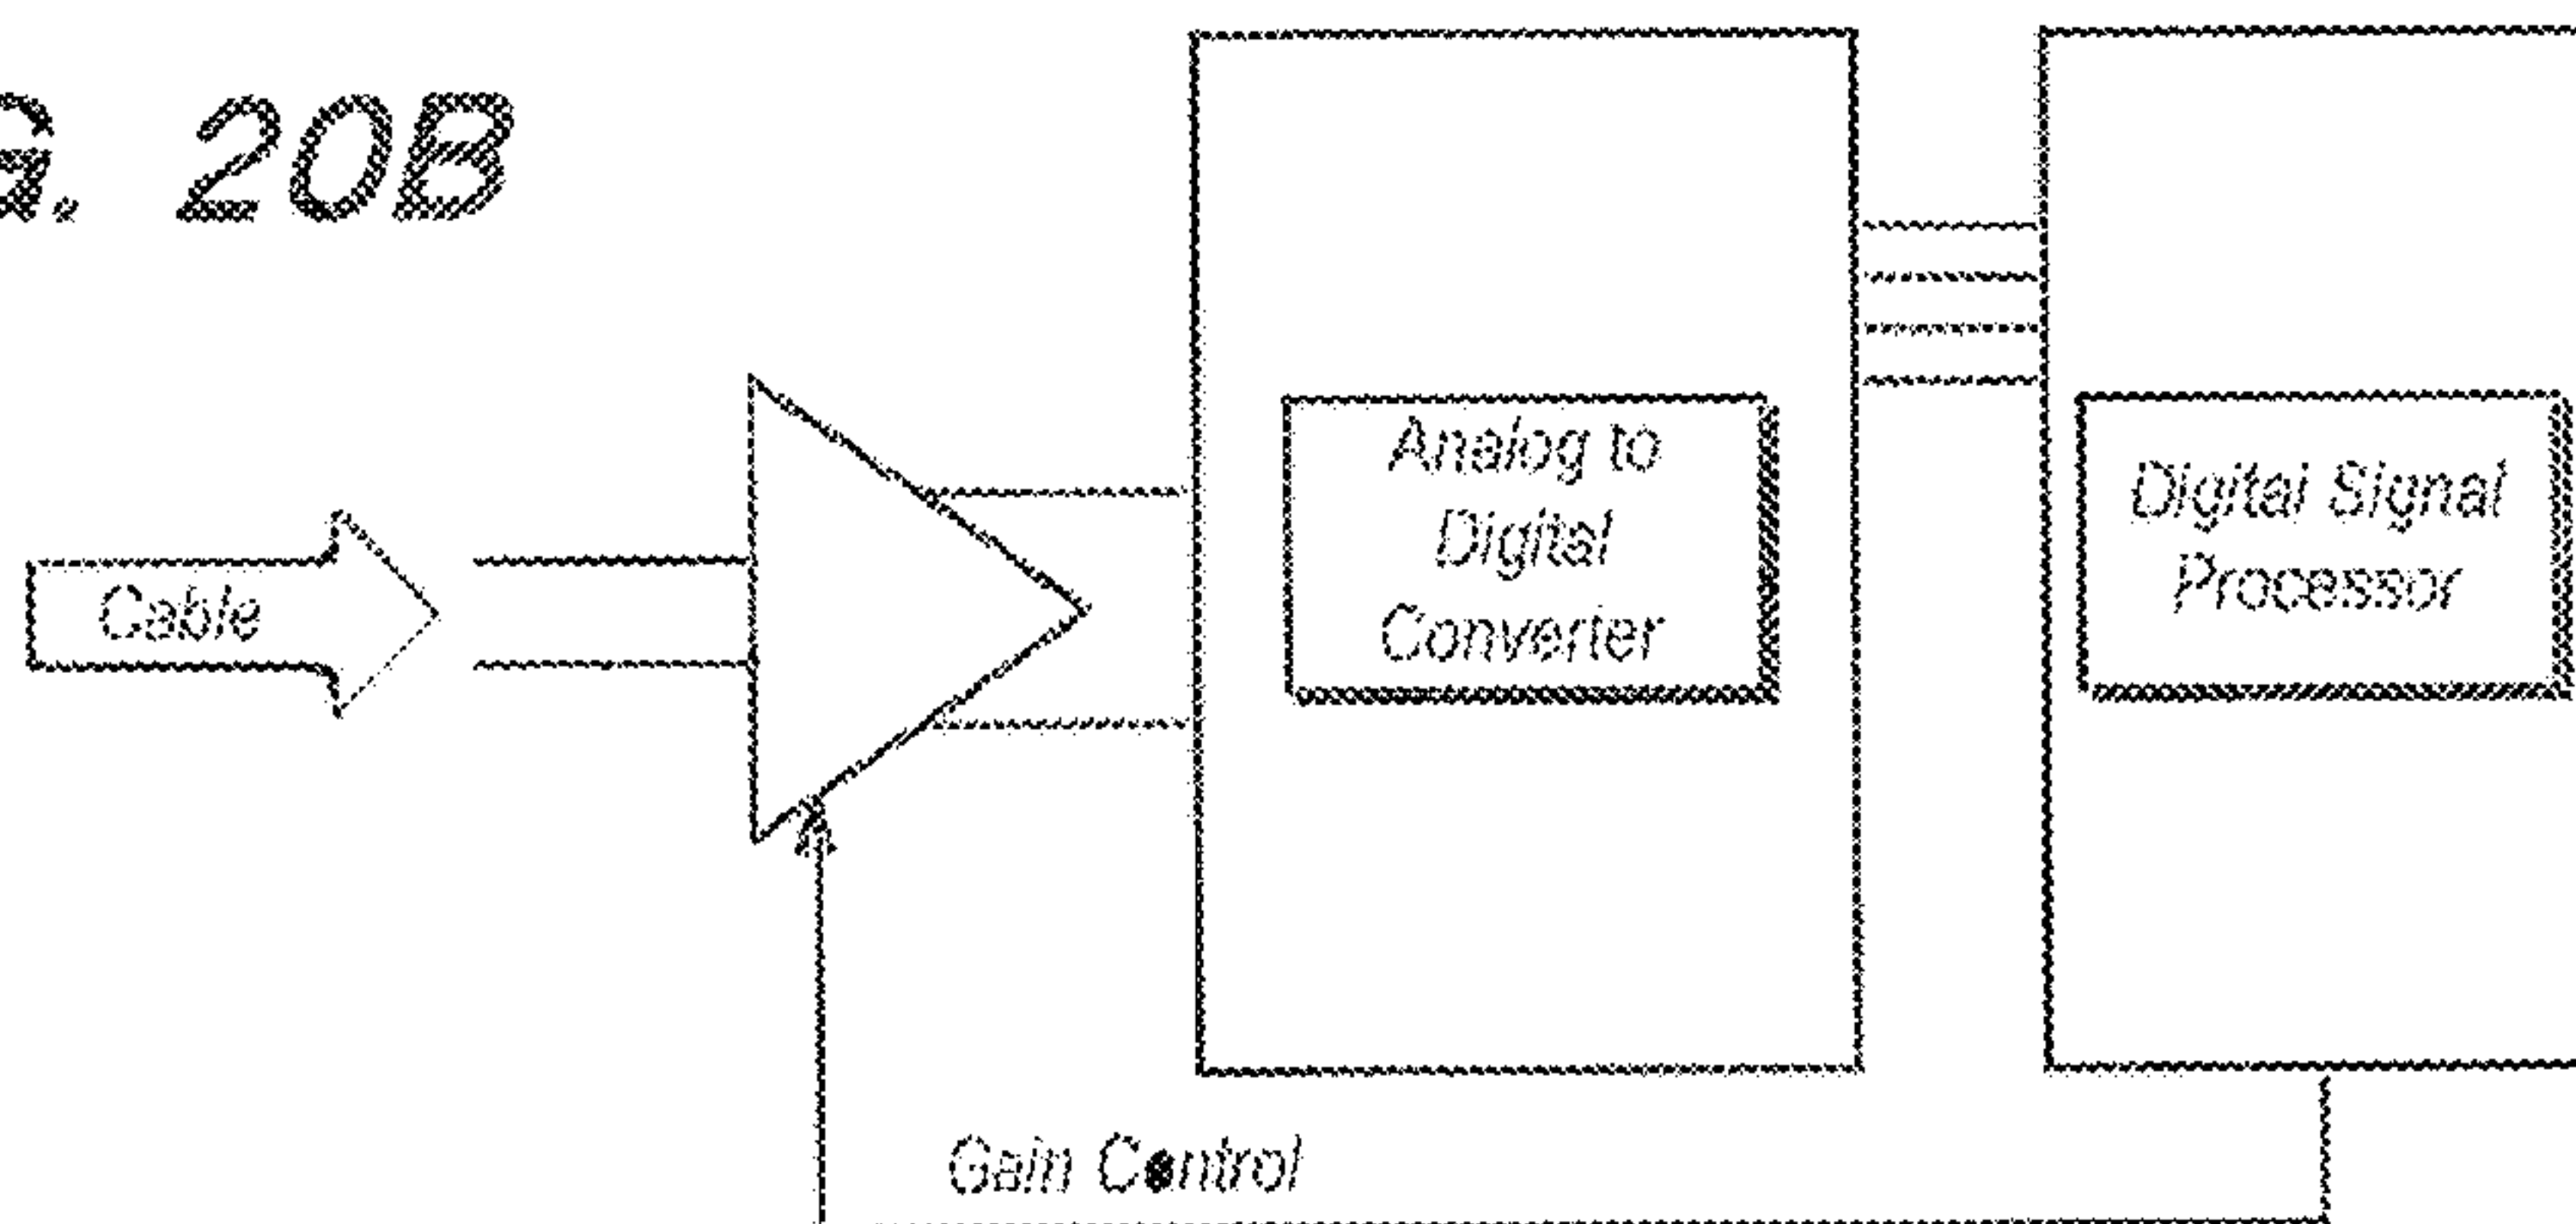 G. 20B
Analog to
Digital
Converter
Digital Signal
Processor
Cable
Gain Control